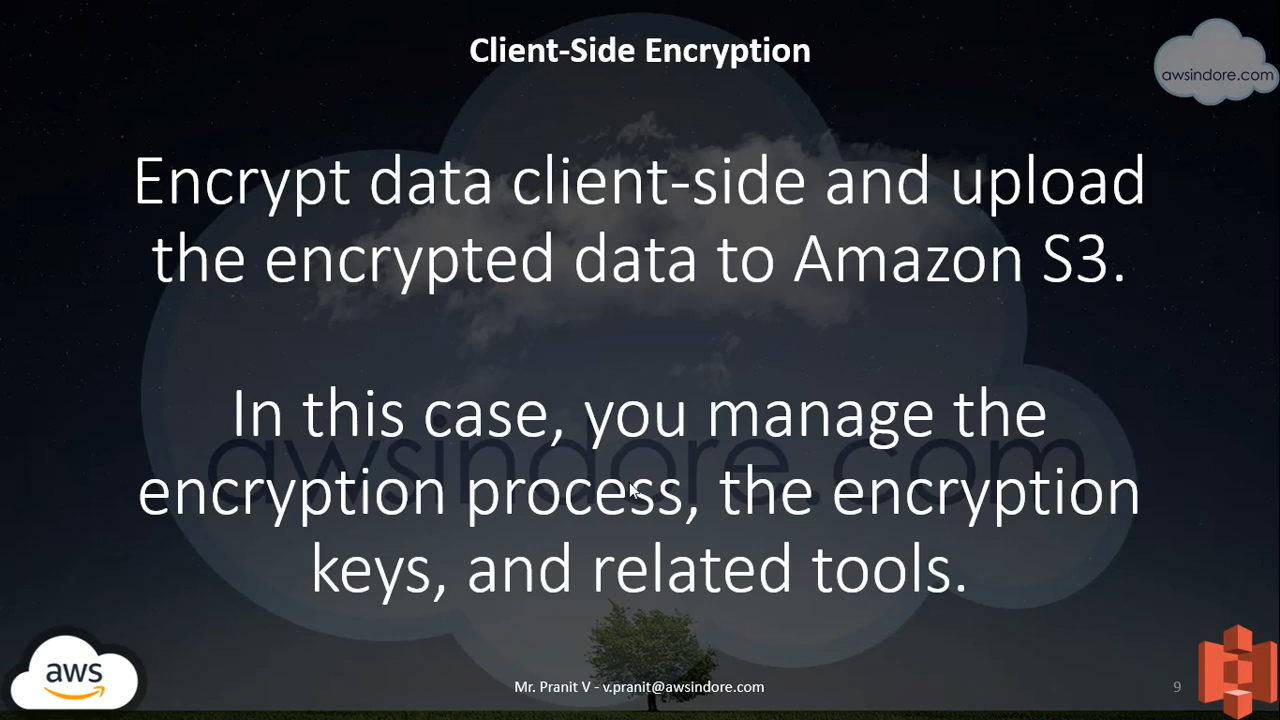 Client-Side Encryption
awsindore.com
Encrypt data client-side and upload
the encrypted data to Amazon S3.
In this case, you manage the
awsindore.com
encryption process, the encryption
keys, and related tools.
aws
Mr. Pranit V - v.pranit@awsindore.com
9